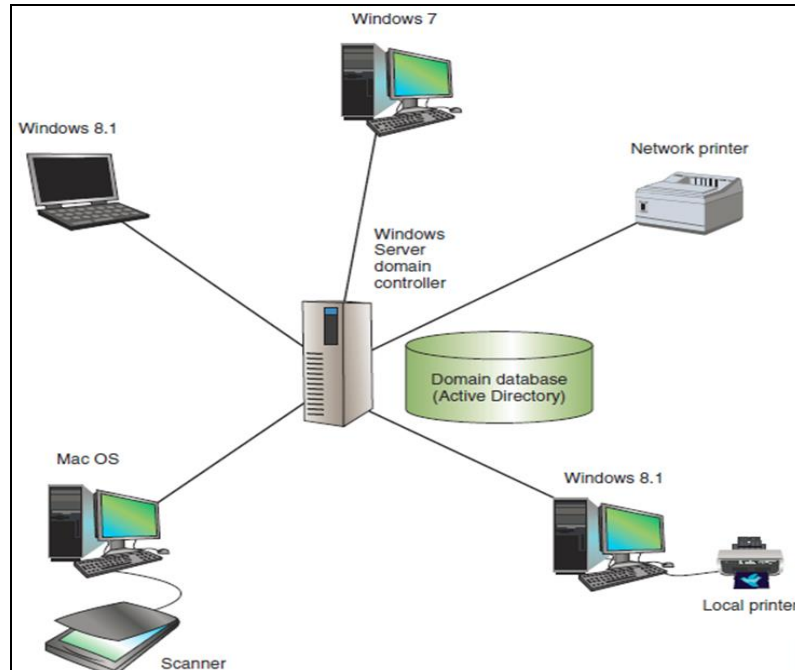 Windows 7
Windows 8.1
Network printer
Windows
Server
domain
controller
Domain database
(Active Directory)
Mac OS
Windows 8.1
Local printer
Scanner